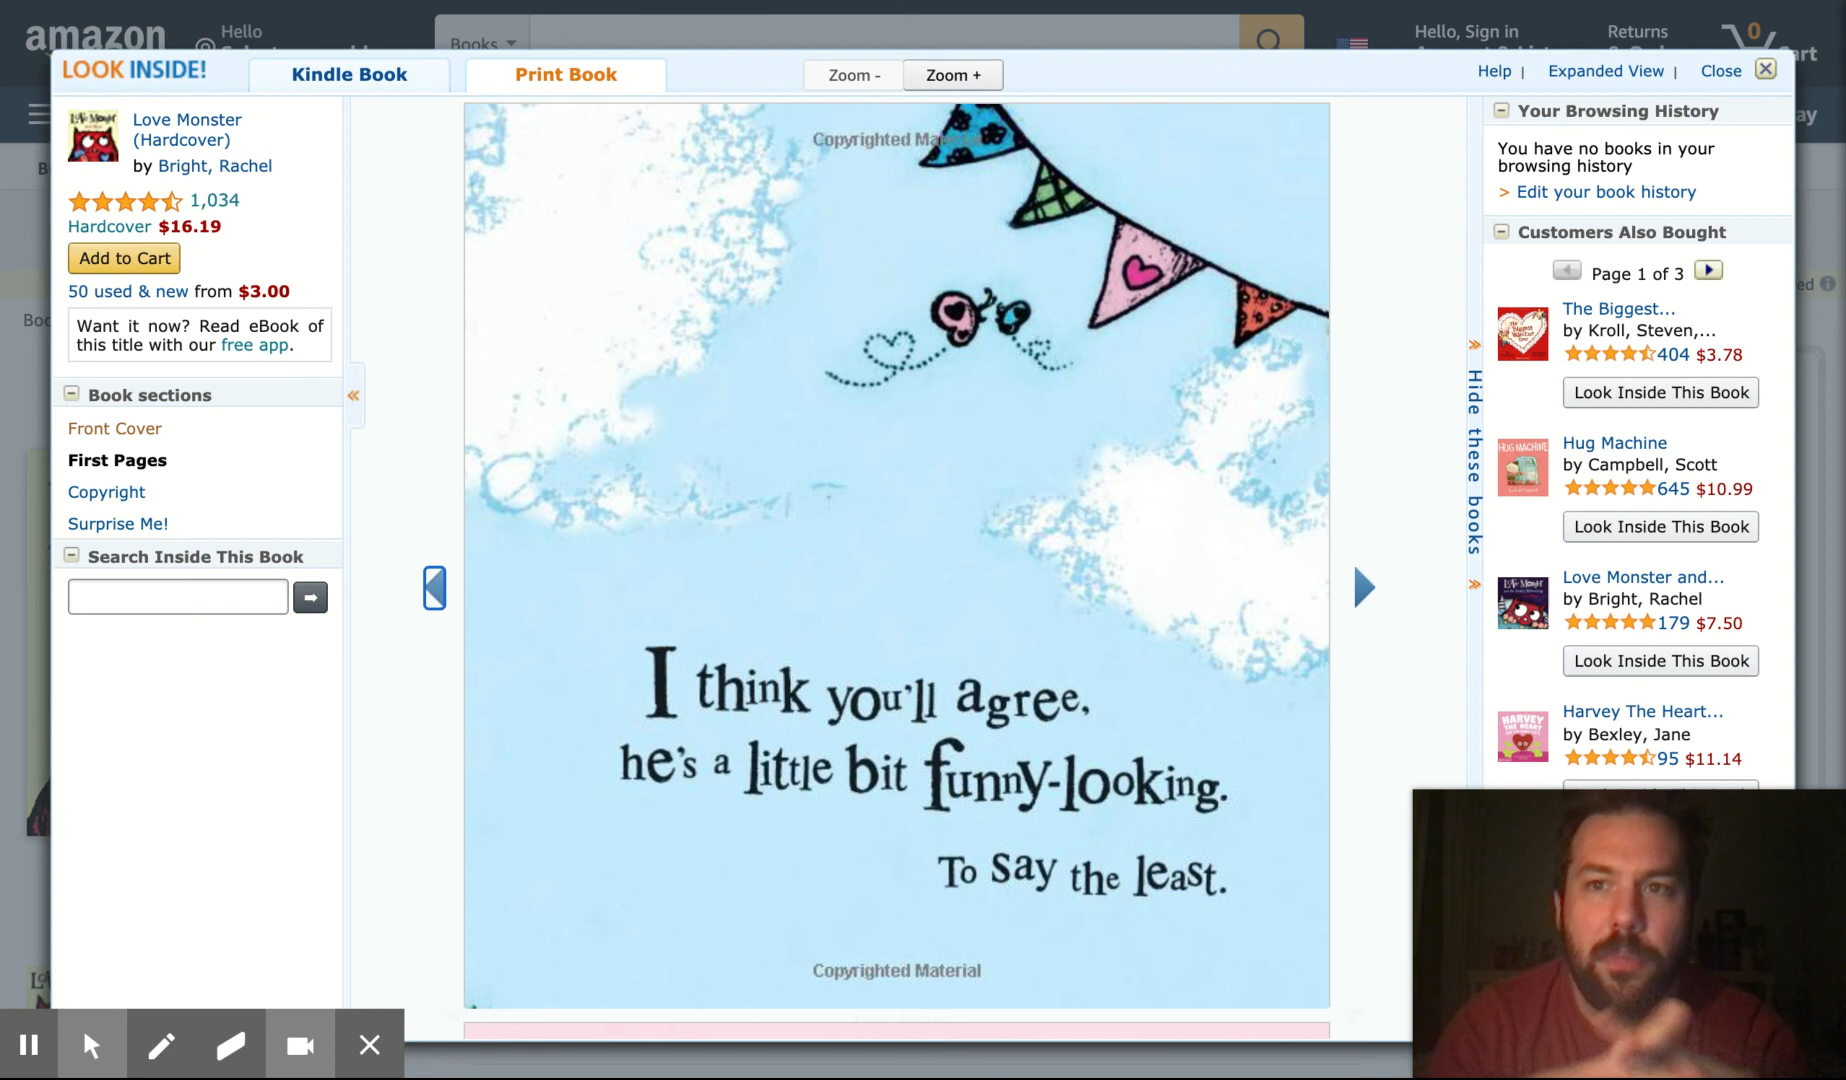 amazon
Hello
Books
Hello, Sign in
Returns
0
LOOK INSIDE!
Kindle Book
Print Book
Zoom -
Zoom +
Help |
Expanded View |
Close
Love Monster
(Hardcover)
by Bright, Rachel
1,034
Hardcover $16.19
Add to Cart
50 used & new from $3.00
Want it now? Read eBook of
this title with our free app.
Book sections
Front Cover
First Pages
Copyright
Surprise Me!
Search Inside This Book
Copyrighted Material
I think you'll agree,
he's a little bit funny-looking.
To say the least.
Copyrighted Material
Hide these books
Your Browsing History
You have no books in your
browsing history
> Edit your book history
Customers Also Bought
Page 1 of 3
The Biggest...
by Kroll, Steven,...
404 $3.78
Look Inside This Book
HUG MACHINE
Hug Machine
by Campbell, Scott
645 $10.99
Look Inside This Book
Love Monster and...
by Bright, Rachel
179 $7.50
Look Inside This Book
HARVEY
Harvey The Heart...
by Bexley, Jane
95 $11.14